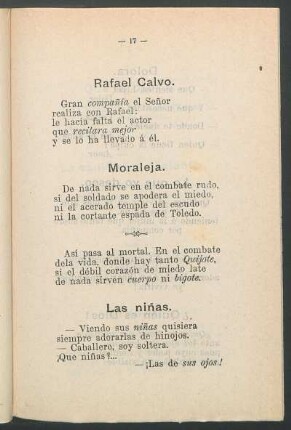 — 17 —
Rafael Calvo.
Gran compañía el Señor
realiza con Rafael:
le hacía falta el actor
que recitara mejor
y se lo ha llevado á él.
Moraleja.
De nada sirve en el combate rudo,
si del soldado se apodera el miedo,
ni el acerado temple del escudo
ni la cortante espada de Toledo.
Así pasa al mortal. En el combate
dela vida, donde hay tanto Quijote,
si el débil corazón de miedo late
de nada sirven cuerpo ni bigote.
Las niñas.
— Viendo sus niñas quisiera
siempre adorarlas de hinojos.
— Caballero, soy soltera.
¡Que niñas?...
—¡Las de sus ojos!